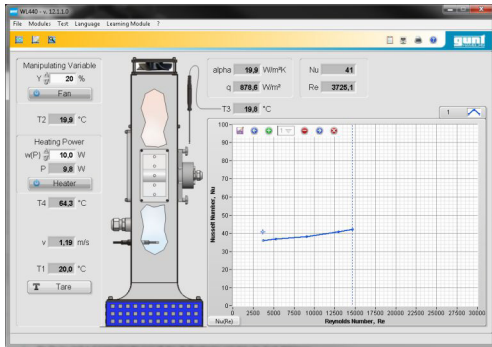 WL440 - v. 12.1.1.0
File Modules Text Language Learning Module ?
gunt
Manipulating Variable
Y 20 %
Fan
T2 19,9 °C
Heating Power
w(P) 10,0 W
P 9,8 W
Heater
T4 64,3 °C
v 1,19 m/s
T1 20,0 °C
T Tare
alpha 19,9 W/m²K
q 878,6 W/m²
T3 19,8 °C
Nu 41
Re 3725,1
1
1
100
90
80
70
60
50
40
30
20
10
0
Nusselt Number, Nu
0 2500 5000 7500 10000 12500 15000 17500 20000 22500 25000 27500 30000
Nu(Re)
Reynolds Number, Re